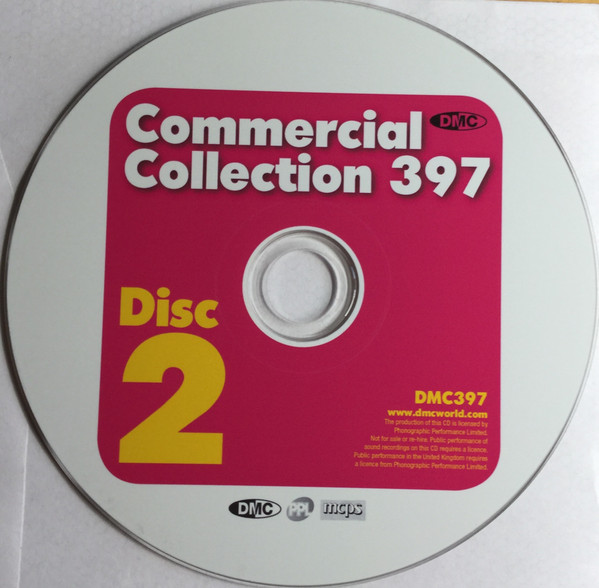 Commercial DMC
Collection 397
Disc
2
DMC397
www.dmcworld.com
The production of this CD is licenced by
Phonographic Performance Limited.
Not for sale or re-hire. Public performance of
sound recordings on this CD requires a licence.
Public performance in the United Kingdom requires
a licence from Phonographic Performance Limited.
DMC PPL mcps